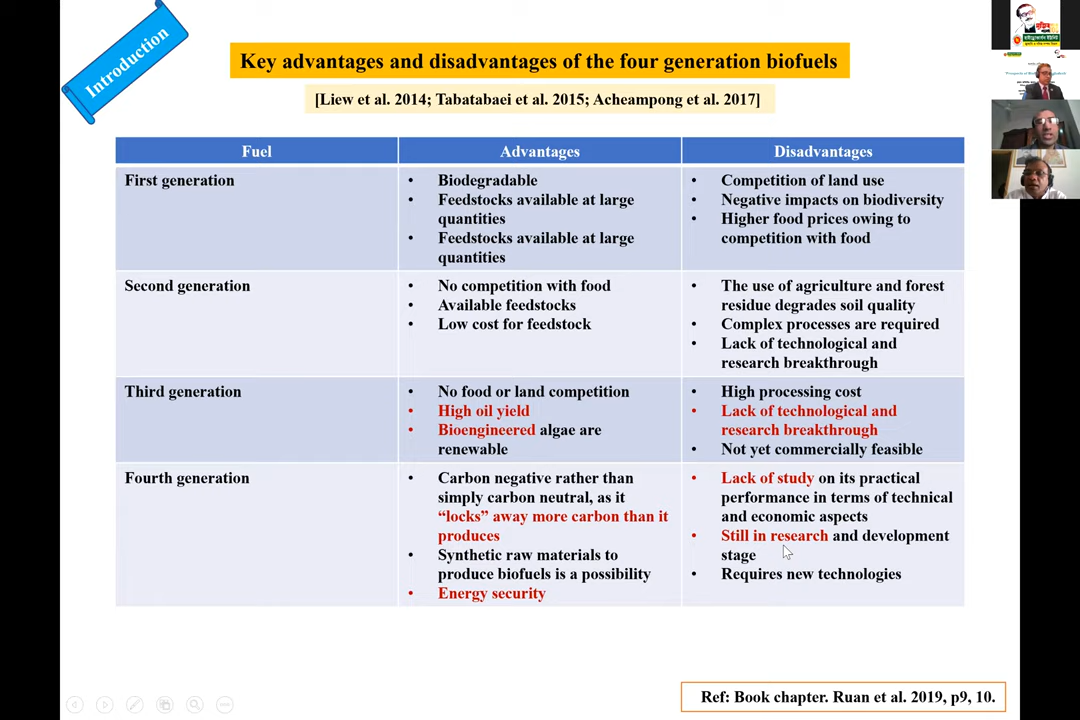 Introduction
Key advantages and disadvantages of the four generation biofuels
[Liew et al. 2014; Tabatabaei et al. 2015; Acheampong et al. 2017]
Fuel
Advantages
Disadvantages
First generation
• Biodegradable
• Feedstocks available at large
quantities
• Feedstocks available at large
quantities
• Competition of land use
• Negative impacts on biodiversity
• Higher food prices owing to
competition with food
Second generation
• No competition with food
• Available feedstocks
• Low cost for feedstock
• The use of agriculture and forest
residue degrades soil quality
• Complex processes are required
• Lack of technological and
research breakthrough
Third generation
• No food or land competition
• High oil yield
• Bioengineered algae are
renewable
• High processing cost
• Lack of technological and
research breakthrough
• Not yet commercially feasible
Fourth generation
• Carbon negative rather than
simply carbon neutral, as it
“locks” away more carbon than it
produces
• Synthetic raw materials to
produce biofuels is a possibility
• Energy security
• Lack of study on its practical
performance in terms of technical
and economic aspects
• Still in research and development
stage
• Requires new technologies
Ref: Book chapter. Ruan et al. 2019, p9, 10.